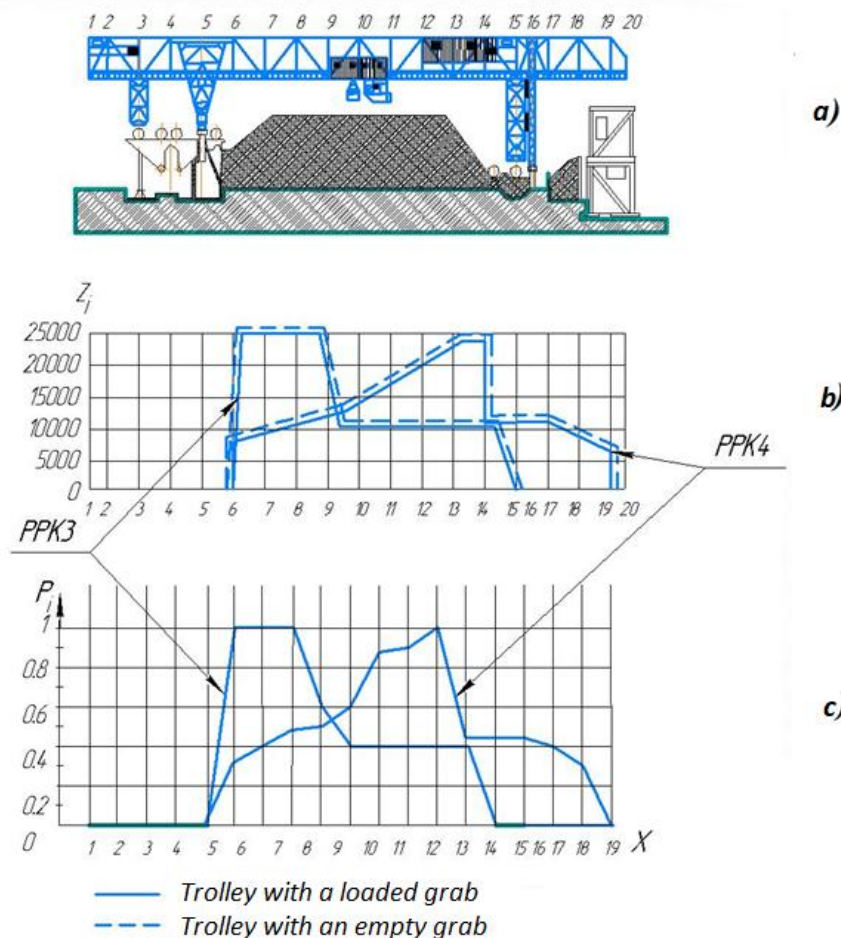 1 2 3 4 5 6 7 8 9 10 11 12 13 14 15 16 17 18 19 20
a)
Zj
25000
20000
15000
10000
5000
0
b)
1 2 3 4 5 6 7 8 9 10 11 12 13 14 15 16 17 18 19 20
PPK3
PPK4
Pj
1
0.8
0.6
0.4
0.2
0
c)
1 2 3 4 5 6 7 8 9 10 11 12 13 14 15 16 17 18 19 X
Trolley with a loaded grab
Trolley with an empty grab